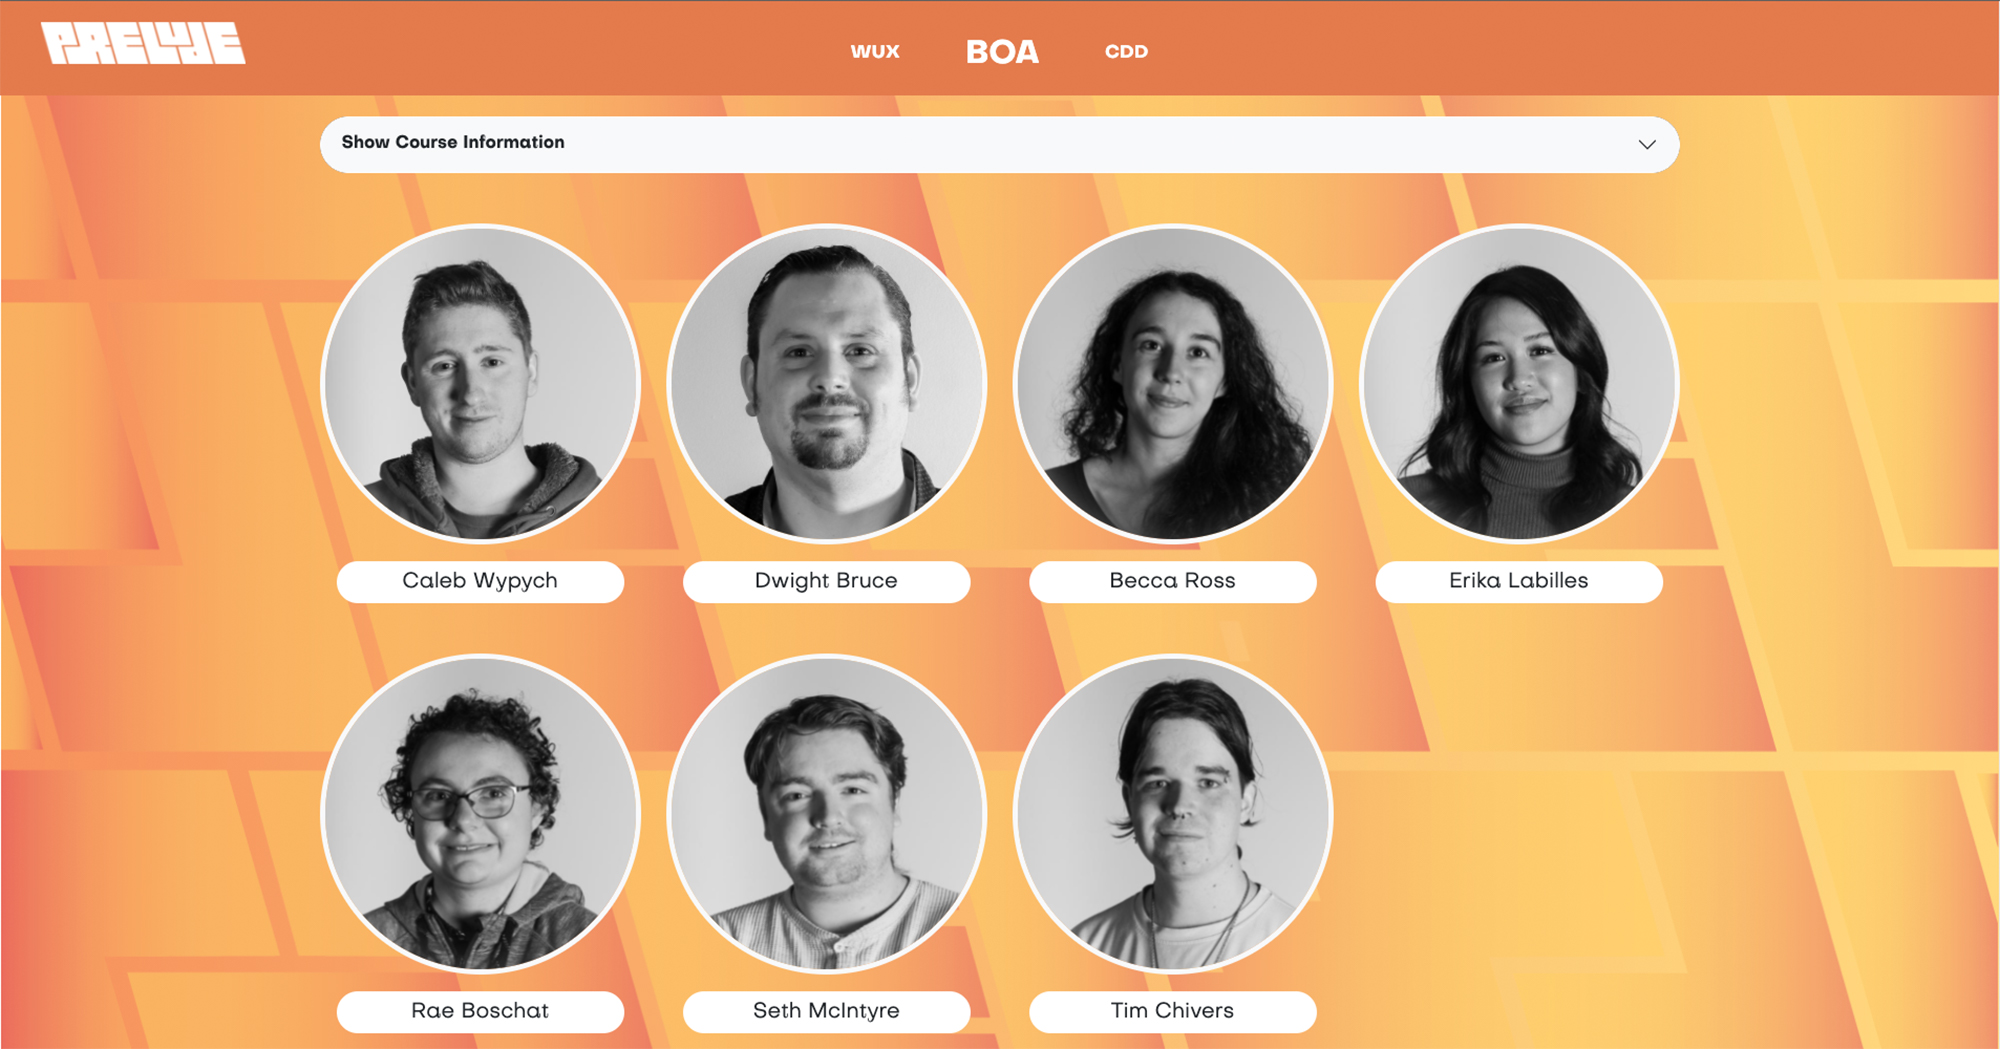 PRELUDE
WUX BOA CDD
Show Course Information
Caleb Wypych
Dwight Bruce
Becca Ross
Erika Labilles
Rae Boschat
Seth McIntyre
Tim Chivers